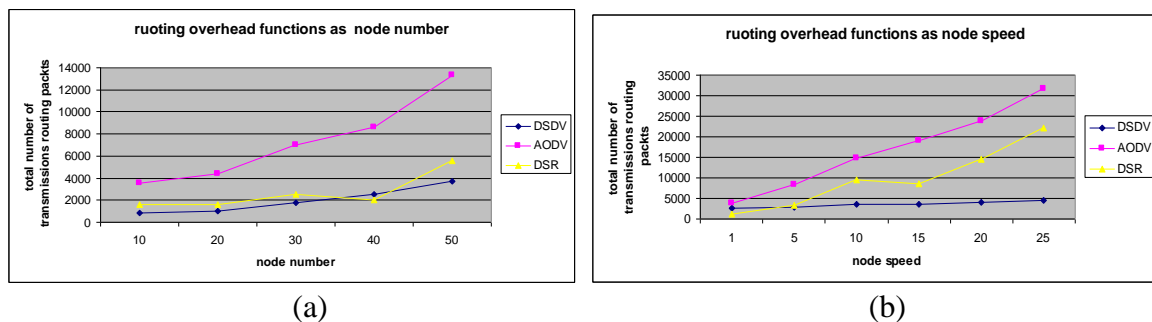 ruoting overhead functions as node number
total number of
transmissions routing packts
14000
12000
10000
8000
6000
4000
2000
0
10 20 30 40 50
node number
DSDV
AODV
DSR
(a)
ruoting overhead functions as node speed
total number of
transmissions routing
packts
35000
30000
25000
20000
15000
10000
5000
0
1 5 10 15 20 25
node speed
DSDV
AODV
DSR
(b)